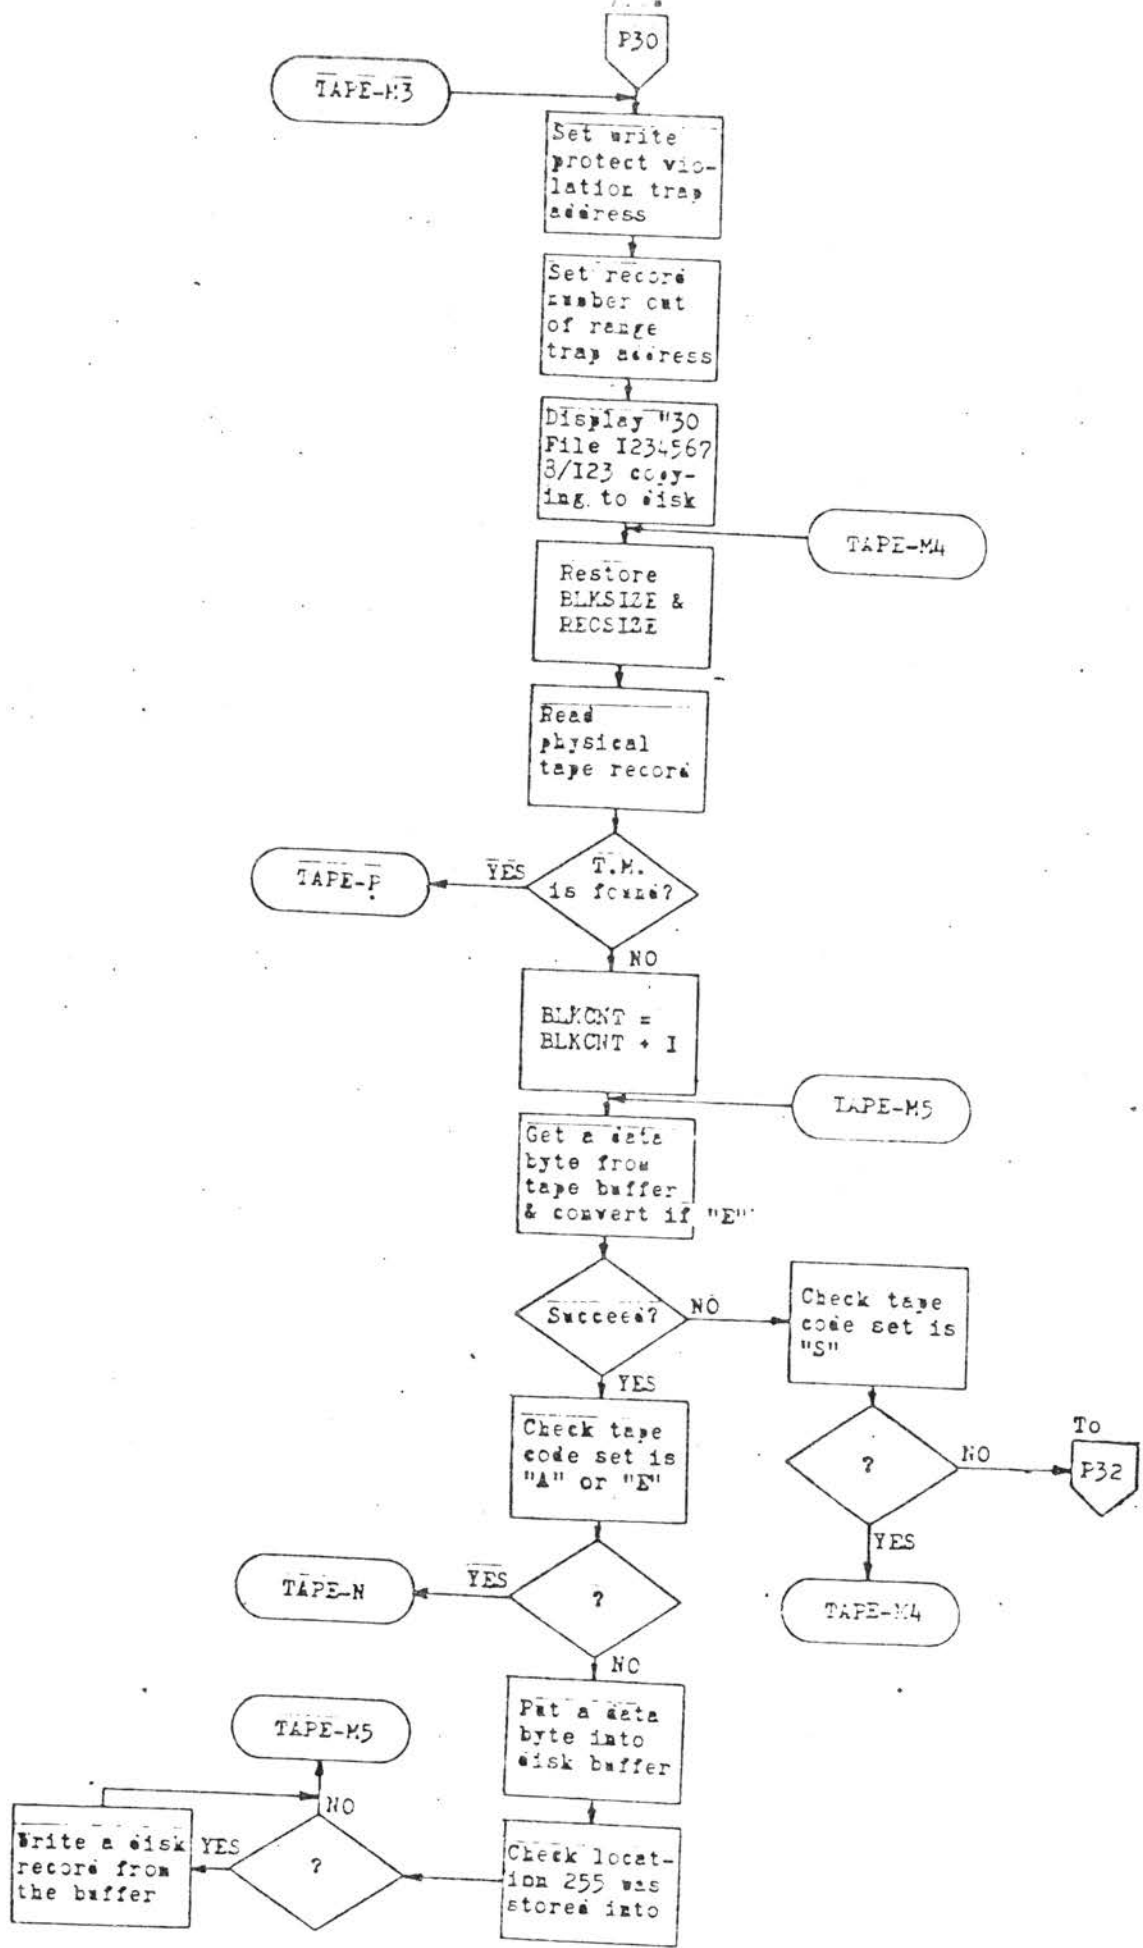 P30
TAPE-M3
Set write
protect vio-
lation trap
address
Set record
number out
of range
trap address
Display "30
File I234567
8/I23 copy-
ing to disk
TAPE-M4
Restore
BLKSIZE &
RECSIZE
Read
physical
tape record
T.M.
is found?
YES
TAPE-P
NO
BLKCNT =
BLKCNT + I
TAPE-M5
Get a data
byte from
tape buffer
& convert if "E"
Succeed?
NO
Check tape
code set is
"S"
YES
Check tape
code set is
"A" or "E"
?
NO
To
P32
YES
TAPE-M4
?
YES
TAPE-N
NO
Put a data
byte into
disk buffer
TAPE-M5
NO
Write a disk
record from
the buffer
YES
?
Check locat-
ion 255 was
stored into